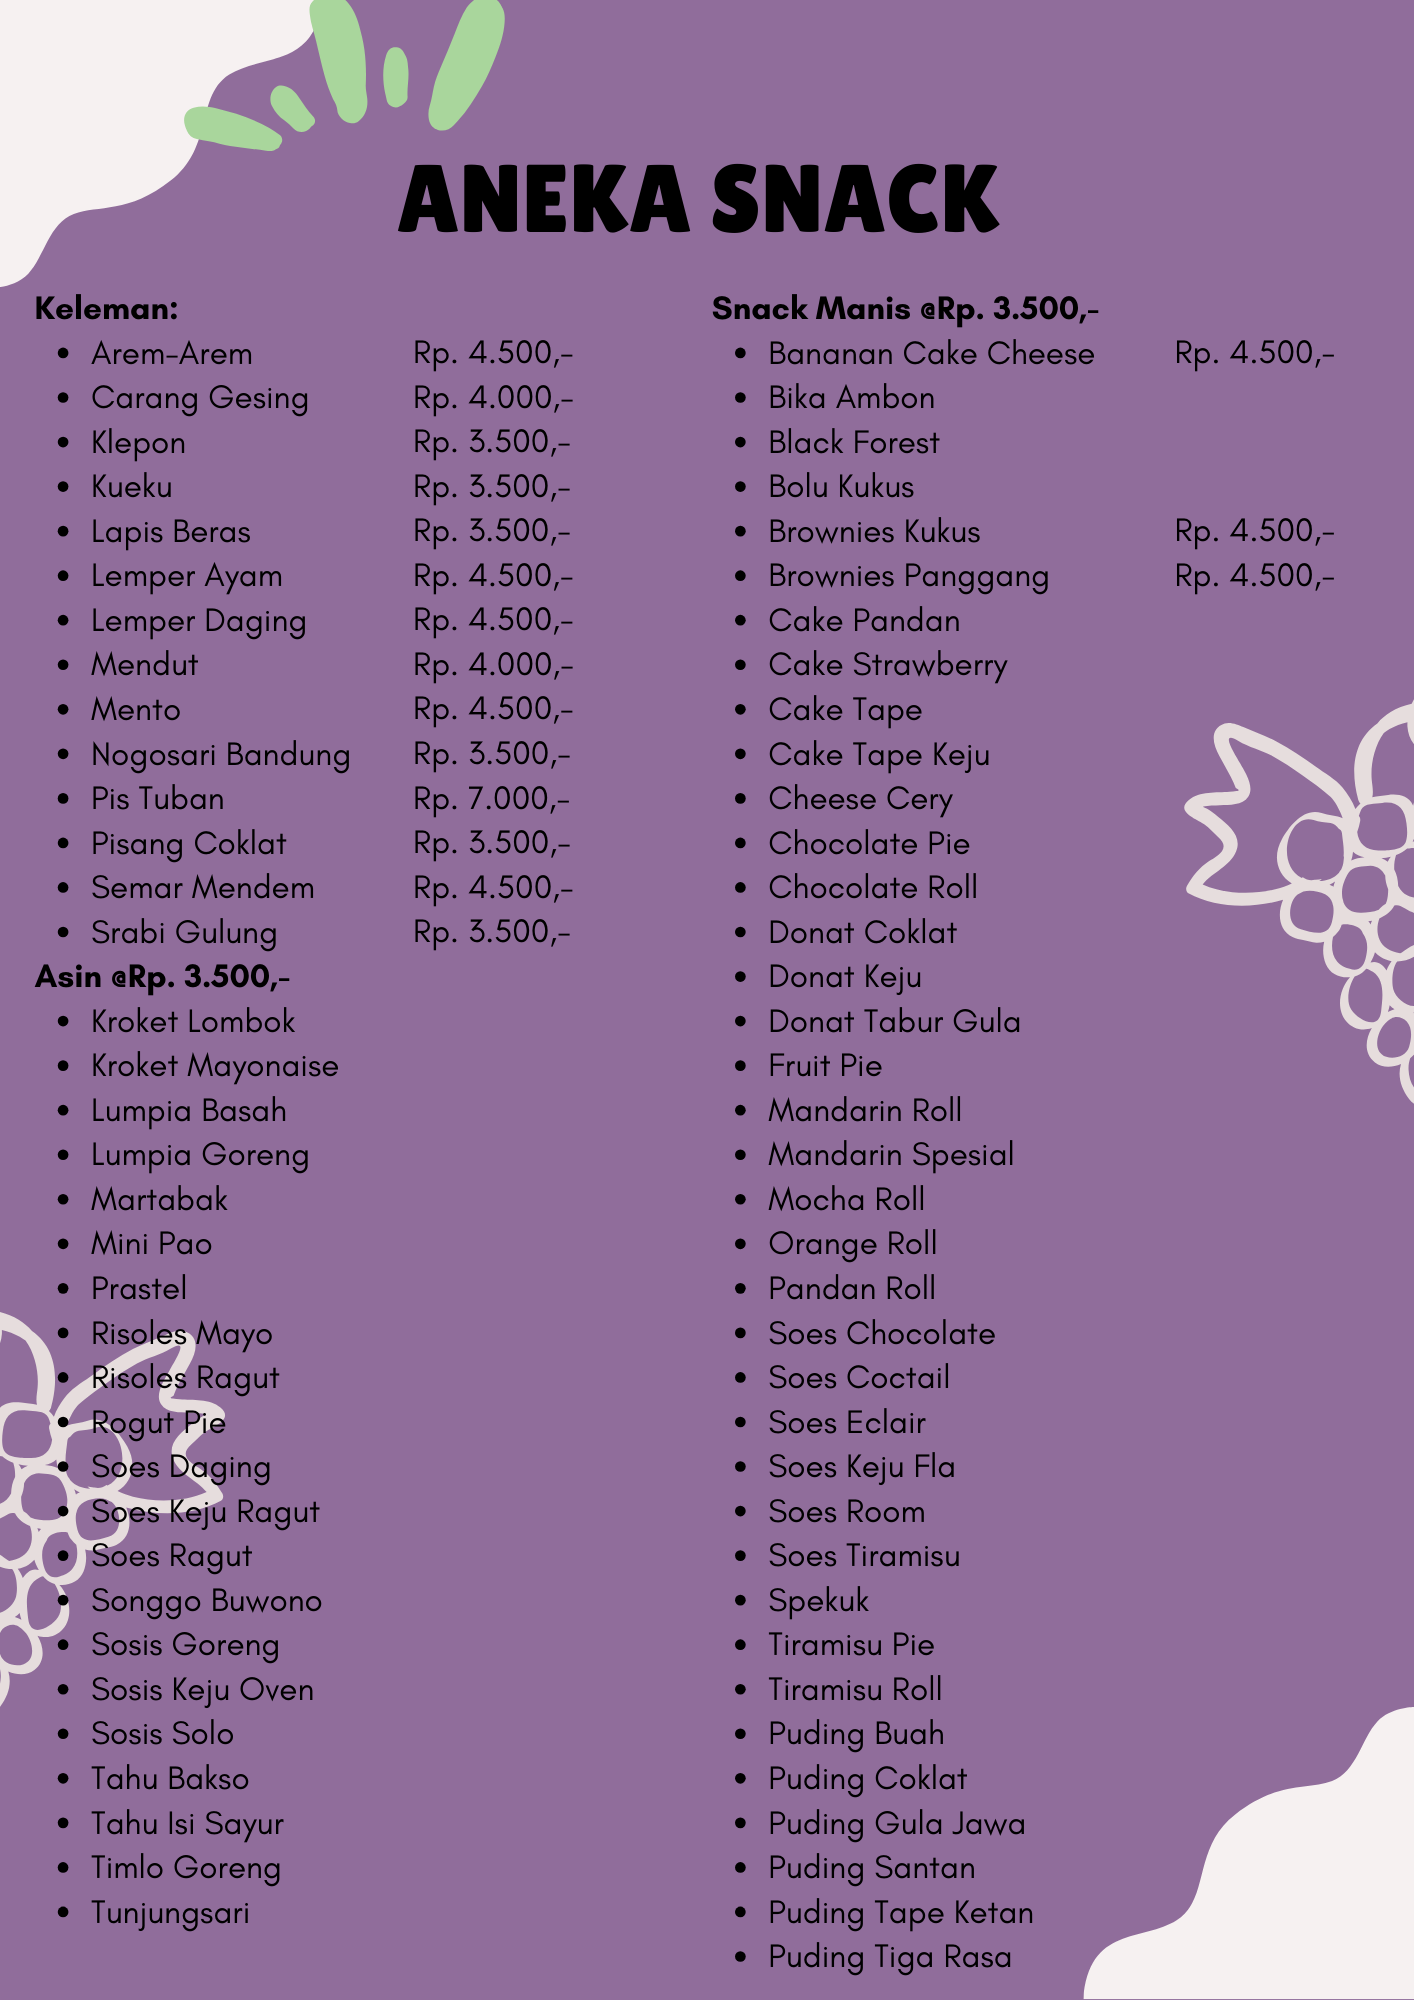 ANEKA SNACK
Keleman:
• Arem-Arem Rp. 4.500,-
• Carang Gesing Rp. 4.000,-
• Klepon Rp. 3.500,-
• Kueku Rp. 3.500,-
• Lapis Beras Rp. 3.500,-
• Lemper Ayam Rp. 4.500,-
• Lemper Daging Rp. 4.500,-
• Mendut Rp. 4.000,-
• Mento Rp. 4.500,-
• Nogosari Bandung Rp. 3.500,-
• Pis Tuban Rp. 7.000,-
• Pisang Coklat Rp. 3.500,-
• Semar Mendem Rp. 4.500,-
• Srabi Gulung Rp. 3.500,-
Asin @Rp. 3.500,-
• Kroket Lombok
• Kroket Mayonaise
• Lumpia Basah
• Lumpia Goreng
• Martabak
• Mini Pao
• Prastel
• Risoles Mayo
• Risoles Ragut
• Rogut Pie
• Soes Daging
• Soes Keju Ragut
• Soes Ragut
• Songgo Buwono
• Sosis Goreng
• Sosis Keju Oven
• Sosis Solo
• Tahu Bakso
• Tahu Isi Sayur
• Timlo Goreng
• Tunjungsari
Snack Manis @Rp. 3.500,-
• Bananan Cake Cheese Rp. 4.500,-
• Bika Ambon
• Black Forest
• Bolu Kukus
• Brownies Kukus Rp. 4.500,-
• Brownies Panggang Rp. 4.500,-
• Cake Pandan
• Cake Strawberry
• Cake Tape
• Cake Tape Keju
• Cheese Cery
• Chocolate Pie
• Chocolate Roll
• Donat Coklat
• Donat Keju
• Donat Tabur Gula
• Fruit Pie
• Mandarin Roll
• Mandarin Spesial
• Mocha Roll
• Orange Roll
• Pandan Roll
• Soes Chocolate
• Soes Coctail
• Soes Eclair
• Soes Keju Fla
• Soes Room
• Soes Tiramisu
• Spekuk
• Tiramisu Pie
• Tiramisu Roll
• Puding Buah
• Puding Coklat
• Puding Gula Jawa
• Puding Santan
• Puding Tape Ketan
• Puding Tiga Rasa